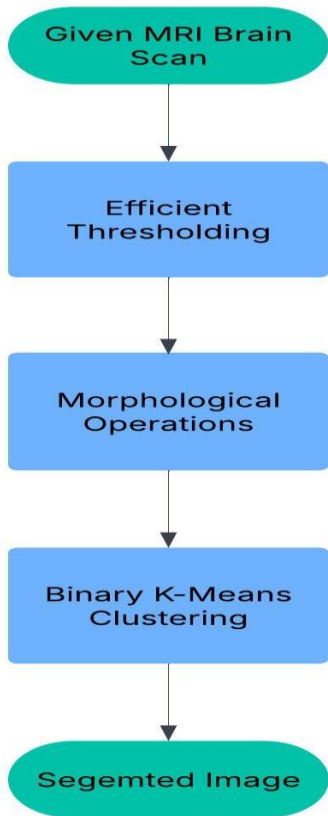 Given MRI Brain
Scan
Efficient
Thresholding
Morphological
Operations
Binary K-Means
Clustering
Segemted Image